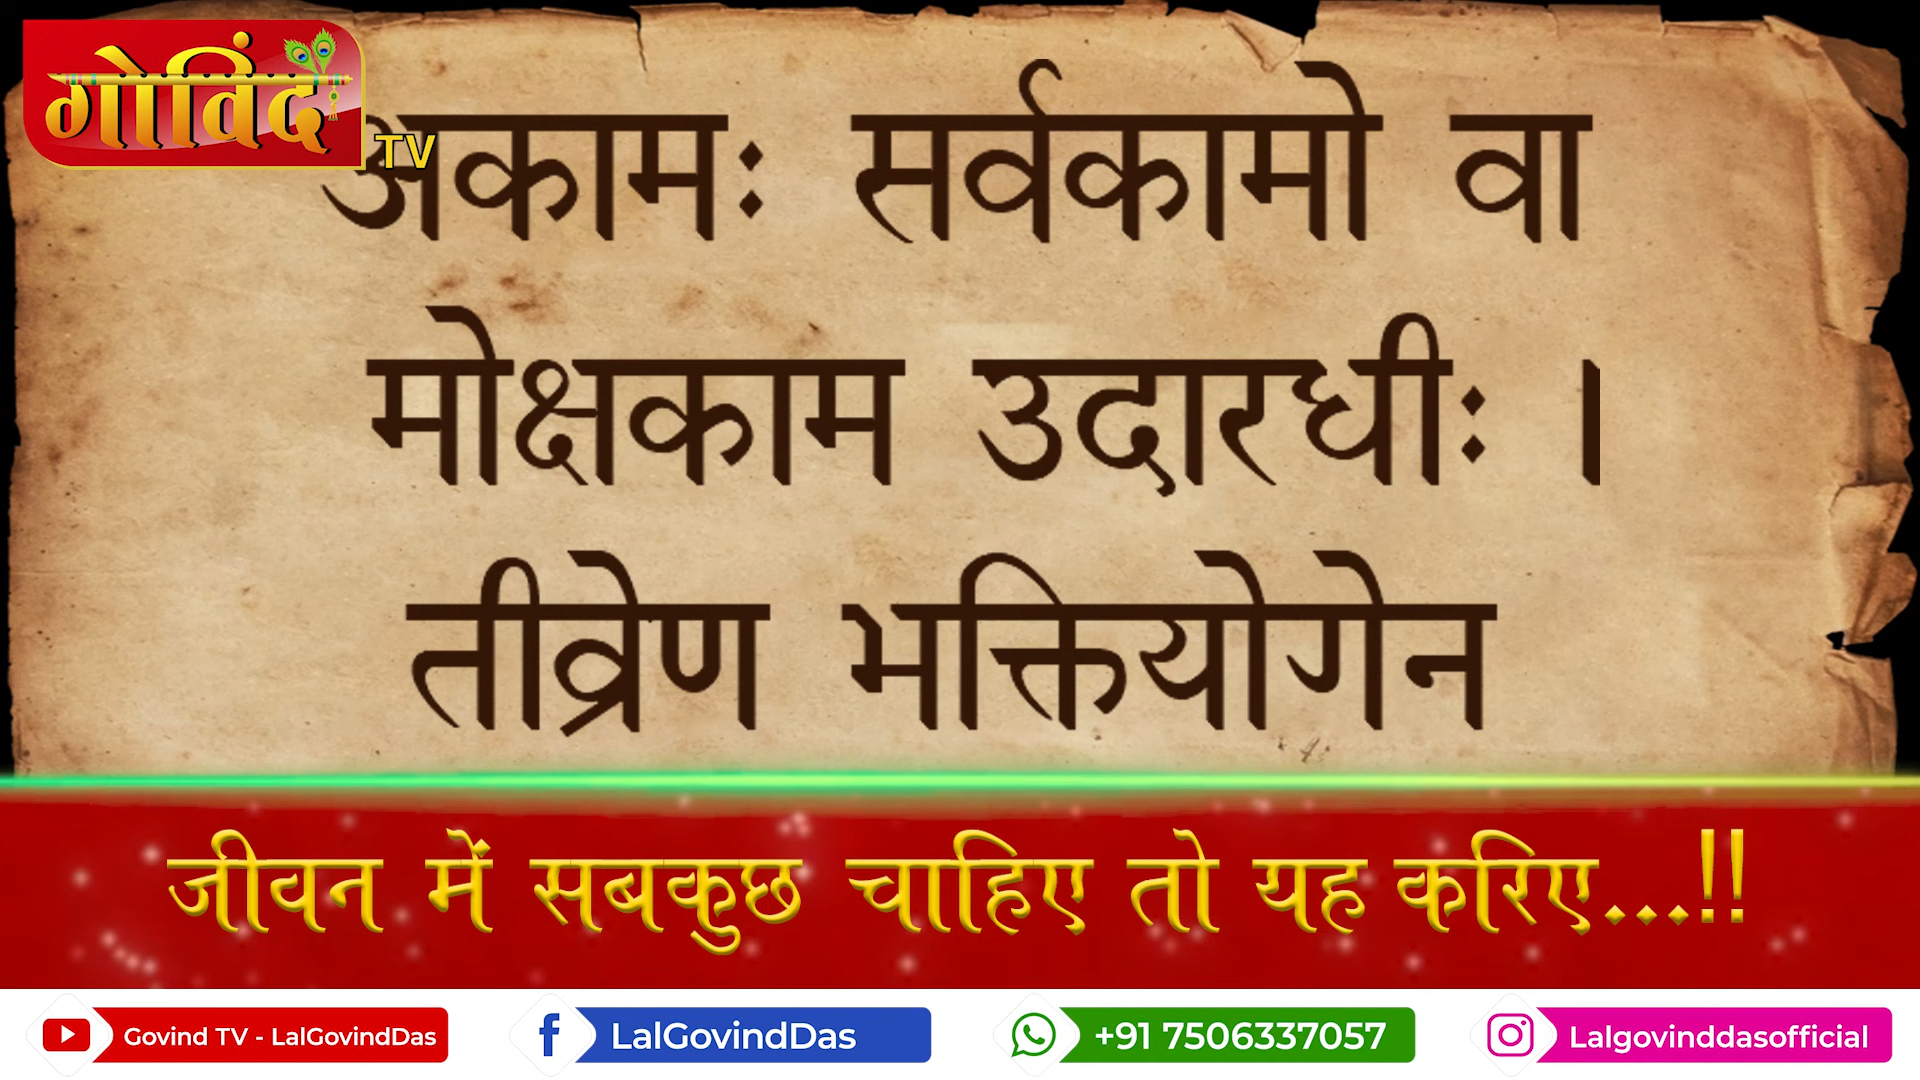 गोविंद TV
अकामः सर्वकामो वा
मोक्षकाम उदारधीः ।
तीव्रेण भक्तियोगेन
जीवन में सबकुछ चाहिए तो यह करिए...!!
Govind TV - LalGovindDas
LalGovindDas
+91 7506337057
Lalgovinddasofficial